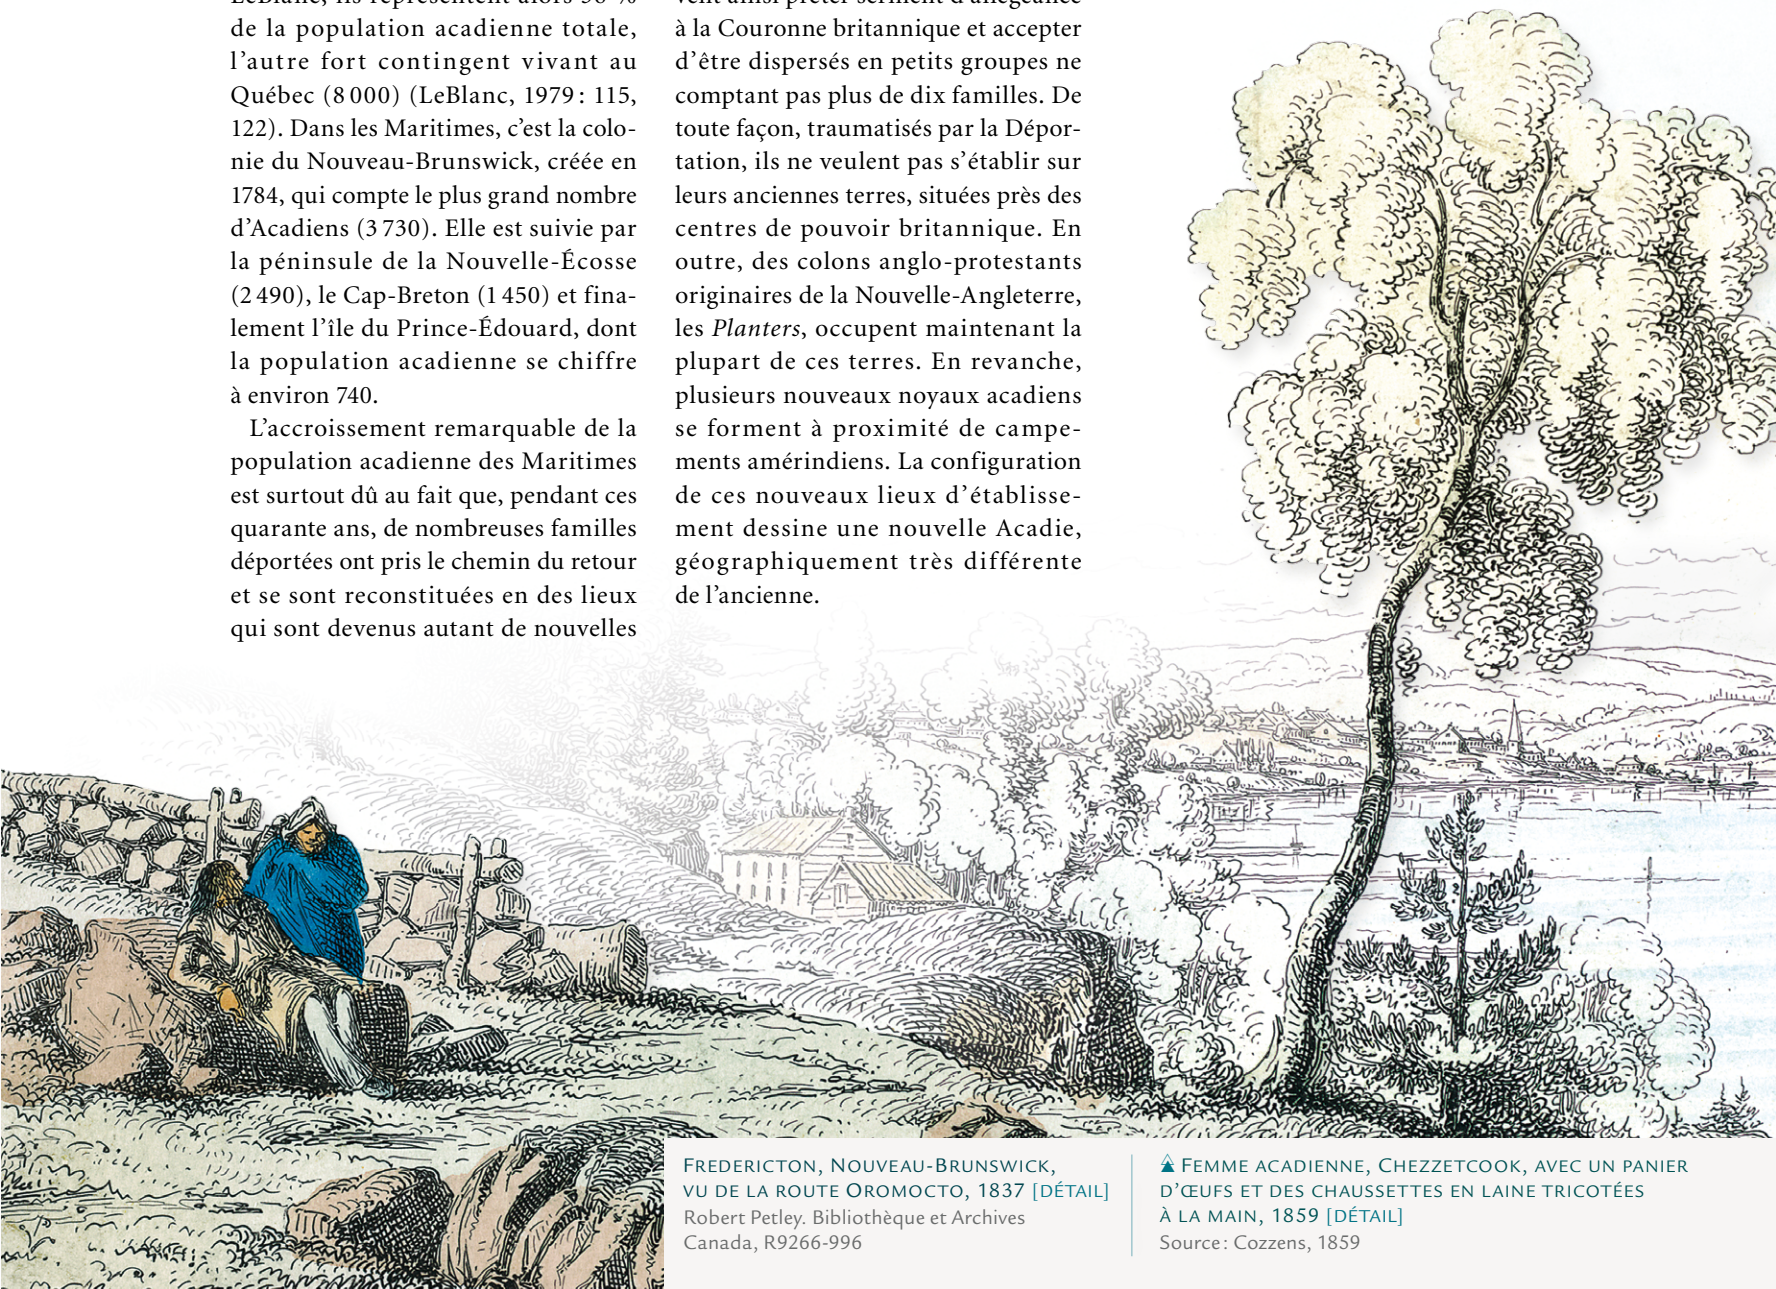 de la population acadienne totale,
l'autre fort contingent vivant au
Québec (8 000) (LeBlanc, 1979 : 115,
122). Dans les Maritimes, c'est la colo-
nie du Nouveau-Brunswick, créée en
1784, qui compte le plus grand nombre
d'Acadiens (3 730). Elle est suivie par
la péninsule de la Nouvelle-Écosse
(2 490), le Cap-Breton (1 450) et fina-
lement l'île du Prince-Édouard, dont
la population acadienne se chiffre
à environ 740.
L'accroissement remarquable de la
population acadienne des Maritimes
est surtout dû au fait que, pendant ces
quarante ans, de nombreuses familles
déportées ont pris le chemin du retour
et se sont reconstituées en des lieux
qui sont devenus autant de nouvelles
vent ainsi prêter serment d'allégeance
à la Couronne britannique et accepter
d'être dispersés en petits groupes ne
comptant pas plus de dix familles. De
toute façon, traumatisés par la Dépor-
tation, ils ne veulent pas s'établir sur
leurs anciennes terres, situées près des
centres de pouvoir britannique. En
outre, des colons anglo-protestants
originaires de la Nouvelle-Angleterre,
les Planters, occupent maintenant la
plupart de ces terres. En revanche,
plusieurs nouveaux noyaux acadiens
se forment à proximité de campe-
ments amérindiens. La configuration
de ces nouveaux lieux d'établisse-
ment dessine une nouvelle Acadie,
géographiquement très différente
de l'ancienne.
Fredericton, Nouveau-Brunswick,
vu de la route Oromocto, 1837 [détail]
Robert Petley. Bibliothèque et Archives
Canada, R9266-996
Femme acadienne, Chezzetcook, avec un panier
d'œufs et des chaussettes en laine tricotées
à la main, 1859 [détail]
Source : Cozzens, 1859